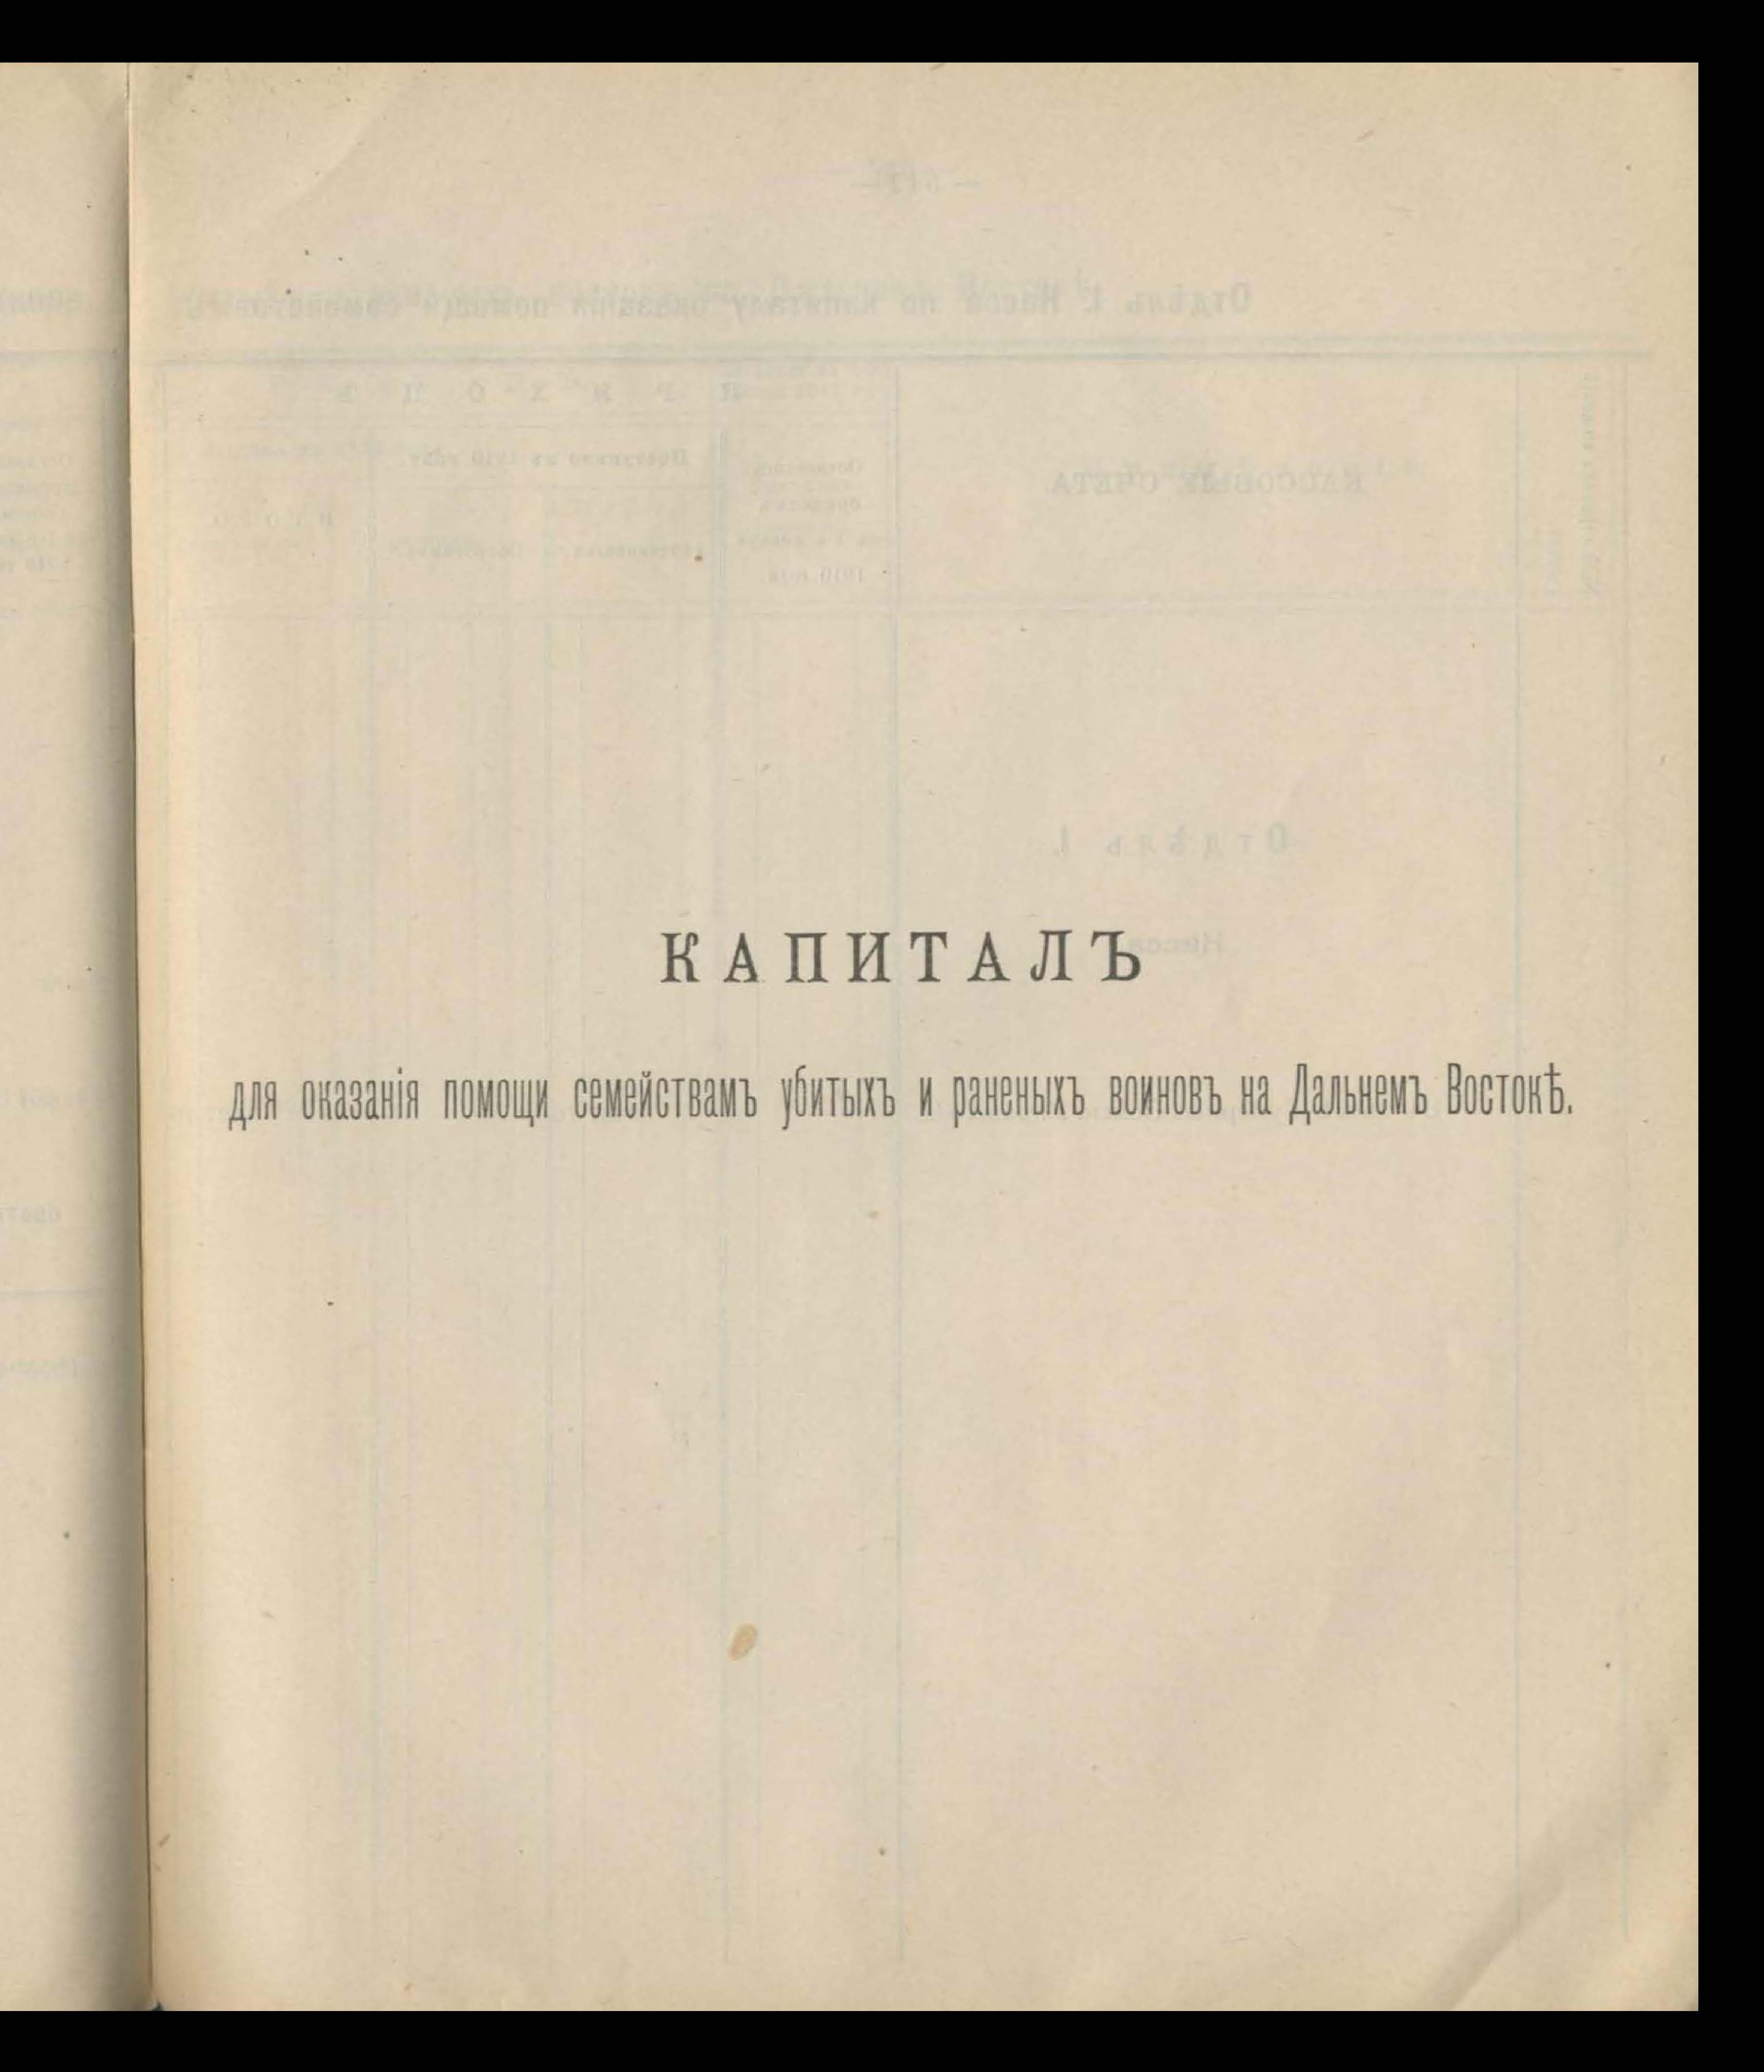 КАПИТАЛЪ
для оказанія помощи семействамъ убитыхъ и раненыхъ воиновъ на Дальнемъ Востокѣ.